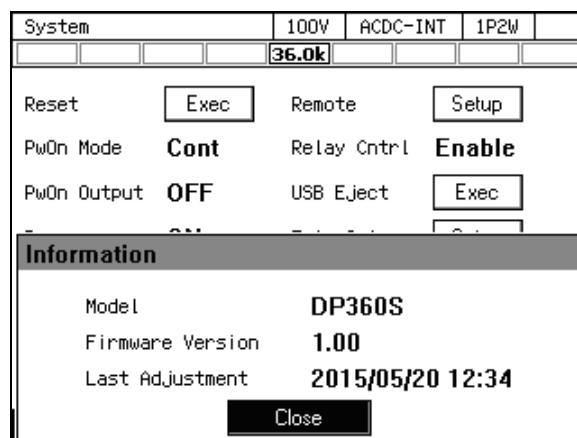 System 100V ACDC-INT 1P2W
36.0k
Reset Exec Remote Setup
PwOn Mode Cont Relay Cntrl Enable
PwOn Output OFF USB Eject Exec
Information
Model DP360S
Firmware Version 1.00
Last Adjustment 2015/05/20 12:34
Close